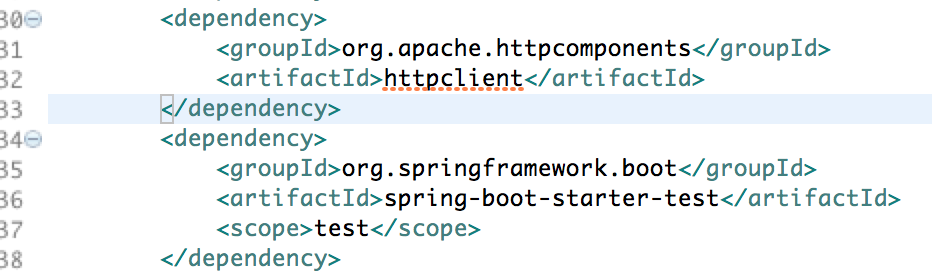 30 <dependency>
31 <groupId>org.apache.httpcomponents</groupId>
32 <artifactId>httpclient</artifactId>
33 </dependency>
34 <dependency>
35 <groupId>org.springframework.boot</groupId>
36 <artifactId>spring-boot-starter-test</artifactId>
37 <scope>test</scope>
38 </dependency>